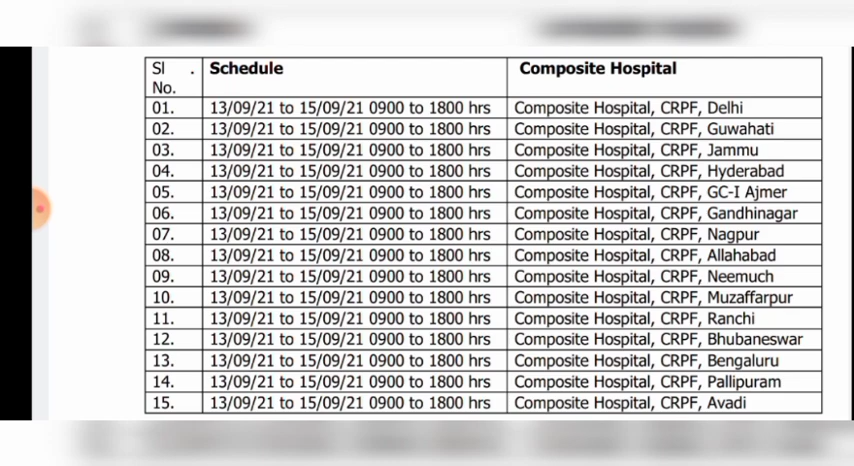 Sl . Schedule Composite Hospital
No.
01. 13/09/21 to 15/09/21 0900 to 1800 hrs Composite Hospital, CRPF, Delhi
02. 13/09/21 to 15/09/21 0900 to 1800 hrs Composite Hospital, CRPF, Guwahati
03. 13/09/21 to 15/09/21 0900 to 1800 hrs Composite Hospital, CRPF, Jammu
04. 13/09/21 to 15/09/21 0900 to 1800 hrs Composite Hospital, CRPF, Hyderabad
05. 13/09/21 to 15/09/21 0900 to 1800 hrs Composite Hospital, CRPF, GC-I Ajmer
06. 13/09/21 to 15/09/21 0900 to 1800 hrs Composite Hospital, CRPF, Gandhinagar
07. 13/09/21 to 15/09/21 0900 to 1800 hrs Composite Hospital, CRPF, Nagpur
08. 13/09/21 to 15/09/21 0900 to 1800 hrs Composite Hospital, CRPF, Allahabad
09. 13/09/21 to 15/09/21 0900 to 1800 hrs Composite Hospital, CRPF, Neemuch
10. 13/09/21 to 15/09/21 0900 to 1800 hrs Composite Hospital, CRPF, Muzaffarpur
11. 13/09/21 to 15/09/21 0900 to 1800 hrs Composite Hospital, CRPF, Ranchi
12. 13/09/21 to 15/09/21 0900 to 1800 hrs Composite Hospital, CRPF, Bhubaneswar
13. 13/09/21 to 15/09/21 0900 to 1800 hrs Composite Hospital, CRPF, Bengaluru
14. 13/09/21 to 15/09/21 0900 to 1800 hrs Composite Hospital, CRPF, Pallipuram
15. 13/09/21 to 15/09/21 0900 to 1800 hrs Composite Hospital, CRPF, Avadi